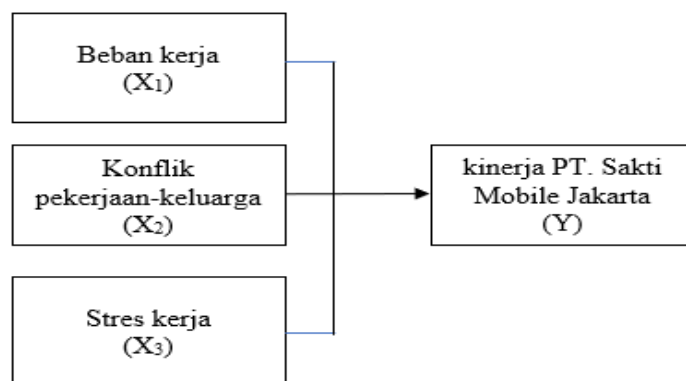 Beban kerja
(X₁)
Konflik
pekerjaan-keluarga
(X₂)
Stres kerja
(X₃)
kinerja PT. Sakti
Mobile Jakarta
(Y)